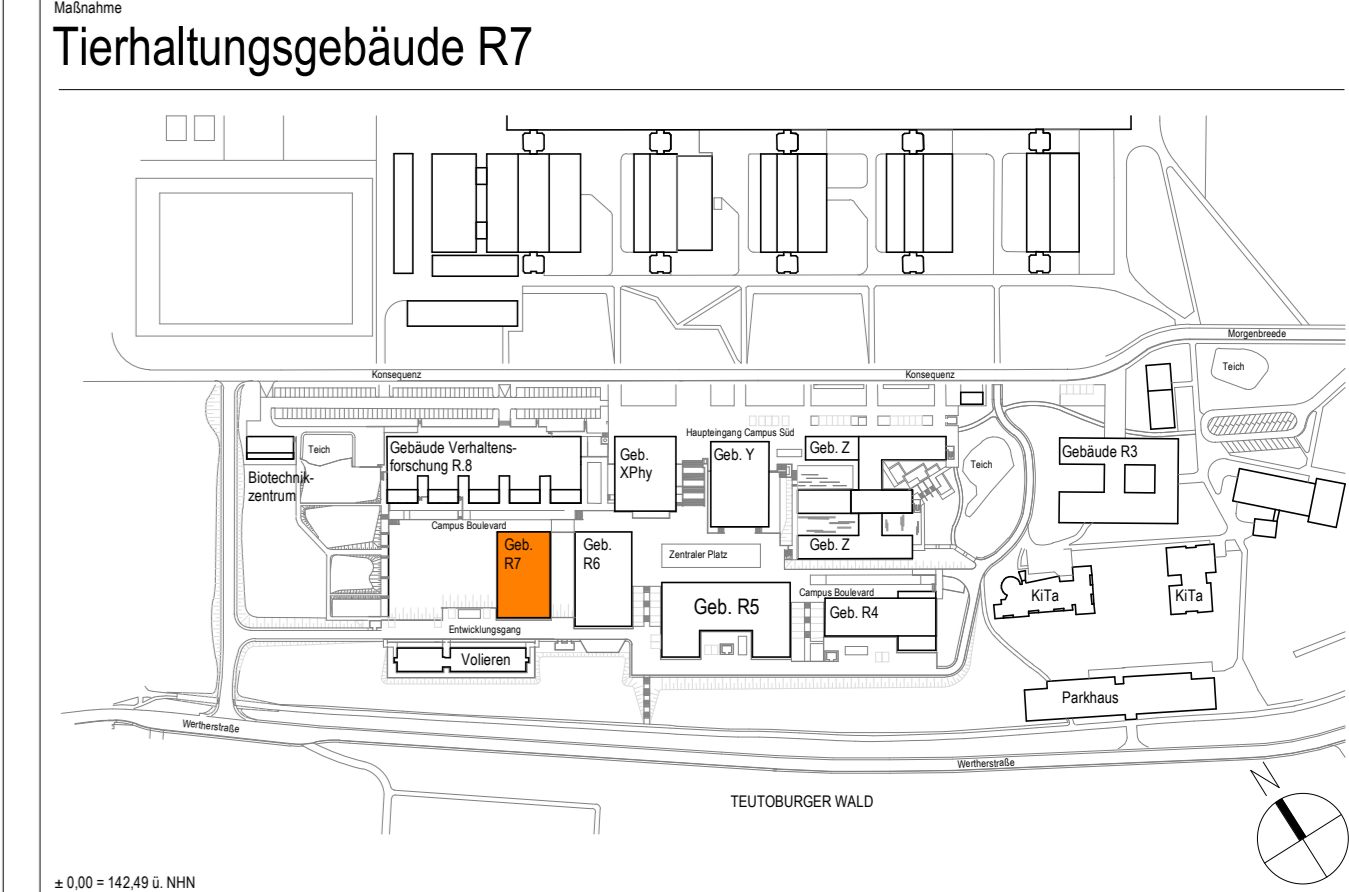 Maßnahme
Tierhaltungsgebäude R7
Morgenbreede
Teich
Konsequenz
Konsequenz
Haupteingang Campus Süd
Teich
Gebäude Verhaltens-
forschung R.8
Geb.
XPhy
Geb. Y
Geb. Z
Teich
Gebäude R3
Biotechnik-
zentrum
Campus Boulevard
Geb.
R7
Geb.
R6
Zentraler Platz
Geb. Z
Campus Boulevard
Geb. R5
Geb. R4
KiTa
KiTa
Entwicklungsgang
Volieren
Parkhaus
Wertherstraße
Wertherstraße
TEUTOBURGER WALD
N
± 0,00 = 142,49 ü. NHN